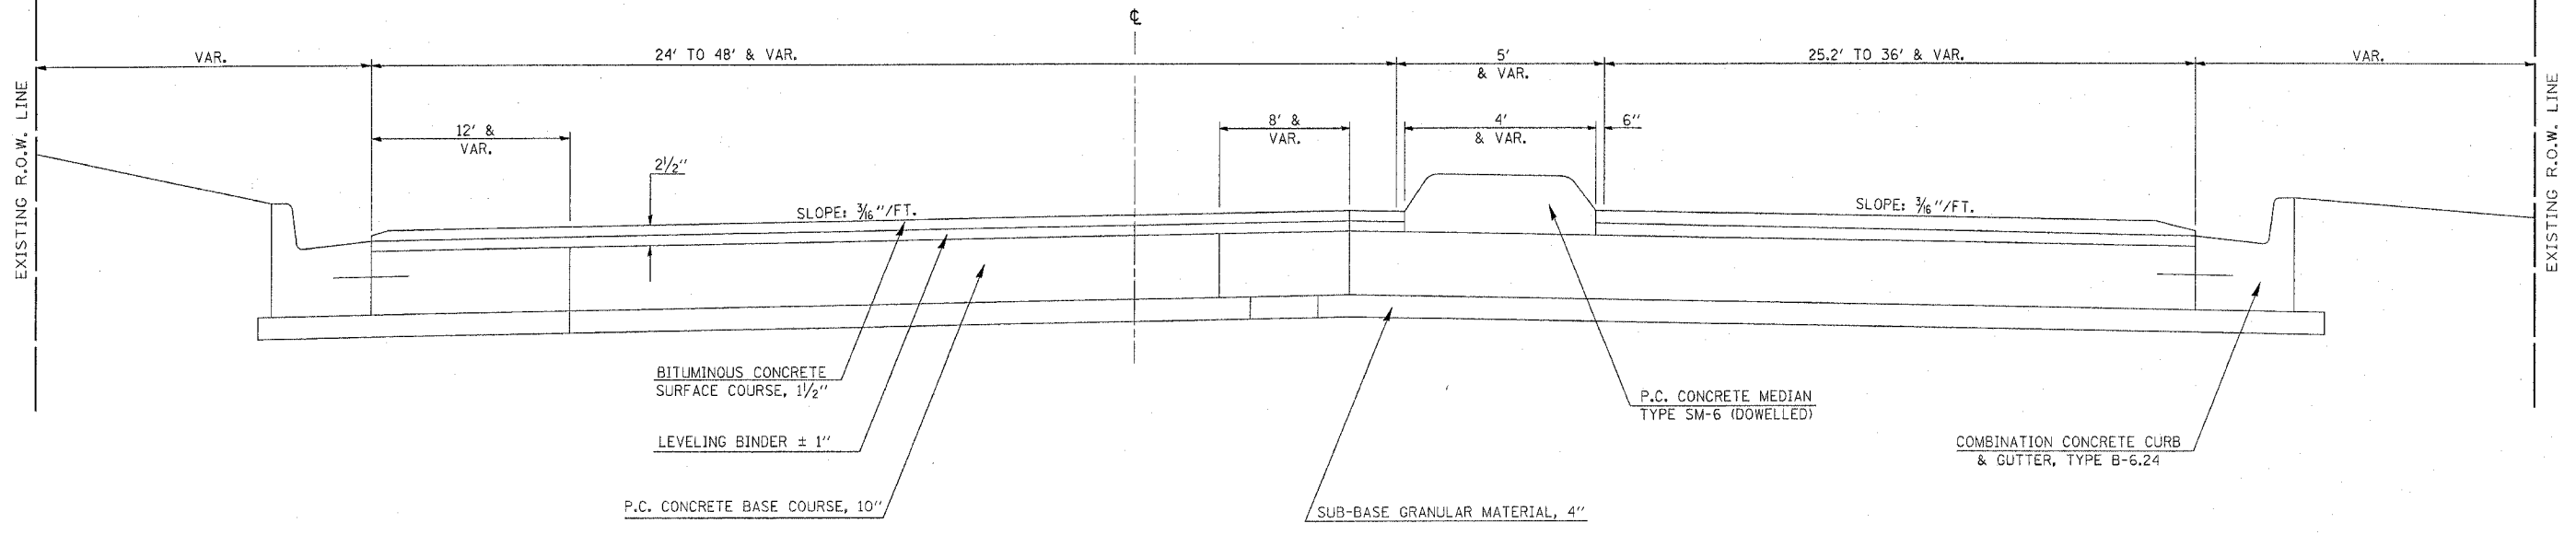 ℄
VAR.
24' TO 48' & VAR.
5'
& VAR.
25.2' TO 36' & VAR.
VAR.
EXISTING R.O.W. LINE
12' &
VAR.
8' &
VAR.
4'
& VAR.
6"
EXISTING R.O.W. LINE
2½"
SLOPE: 3/16"/FT.
SLOPE: 3/16"/FT.
BITUMINOUS CONCRETE
SURFACE COURSE, 1½"
LEVELING BINDER ± 1"
P.C. CONCRETE BASE COURSE, 10"
P.C. CONCRETE MEDIAN
TYPE SM-6 (DOWELLED)
COMBINATION CONCRETE CURB
& GUTTER, TYPE B-6.24
SUB-BASE GRANULAR MATERIAL, 4"